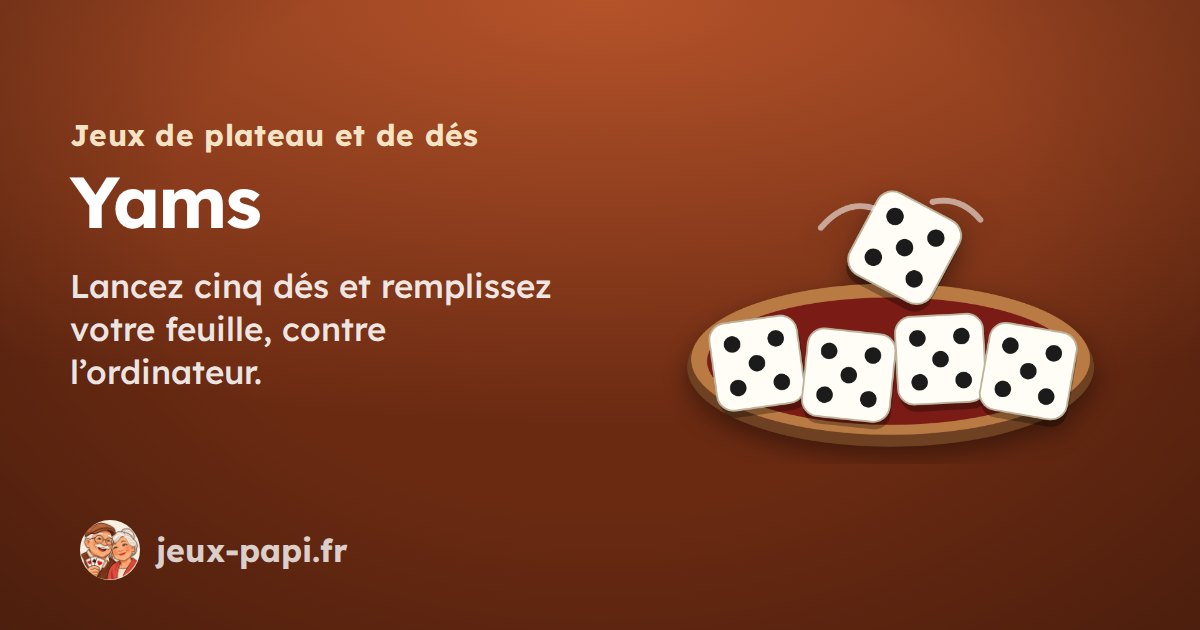 Jeux de plateau et de dés
Yams
Lancez cinq dés et remplissez
votre feuille, contre
l’ordinateur.
jeux-papi.fr